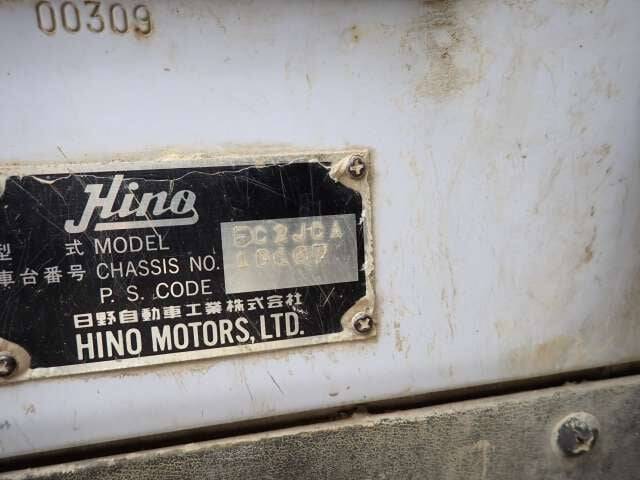 00309
Hino
型 式 MODEL
車台番号 CHASSIS NO.
P. S. CODE
日野自動車工業株式会社
HINO MOTORS, LTD.